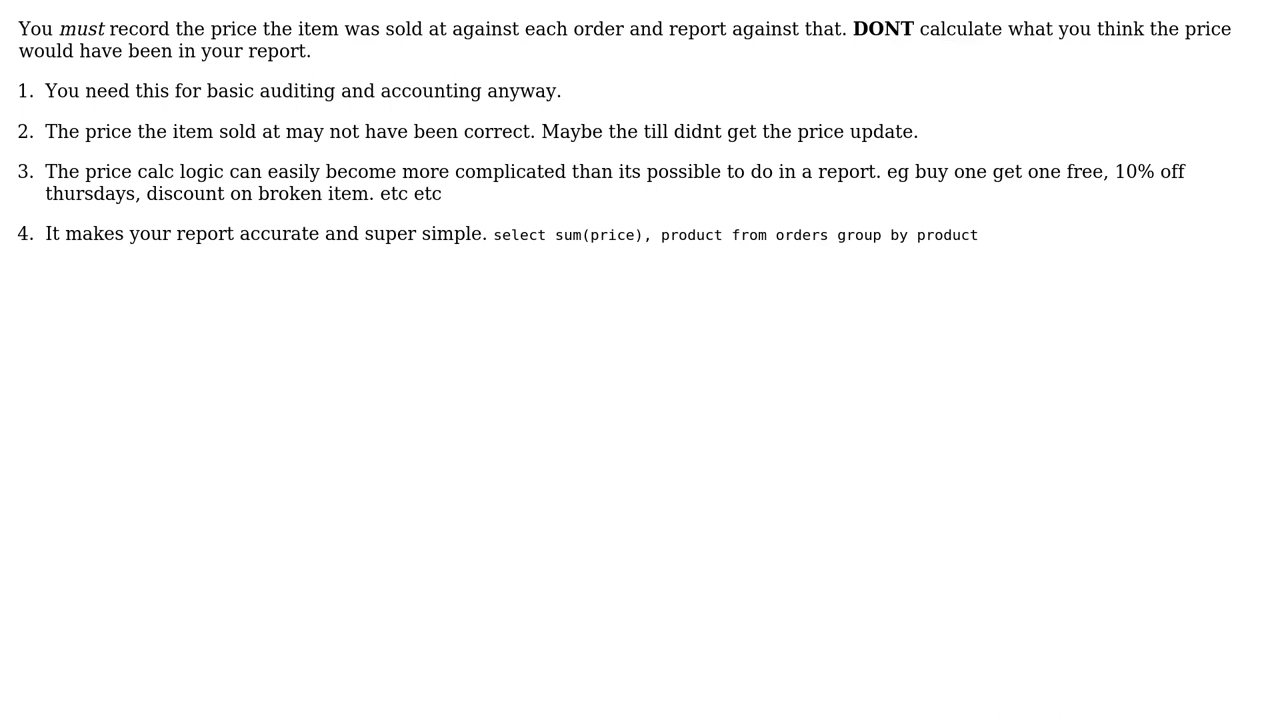 You must record the price the item was sold at against each order and report against that. DONT calculate what you think the price
would have been in your report.
1. You need this for basic auditing and accounting anyway.
2. The price the item sold at may not have been correct. Maybe the till didnt get the price update.
3. The price calc logic can easily become more complicated than its possible to do in a report. eg buy one get one free, 10% off
thursdays, discount on broken item. etc etc
4. It makes your report accurate and super simple. select sum(price), product from orders group by product